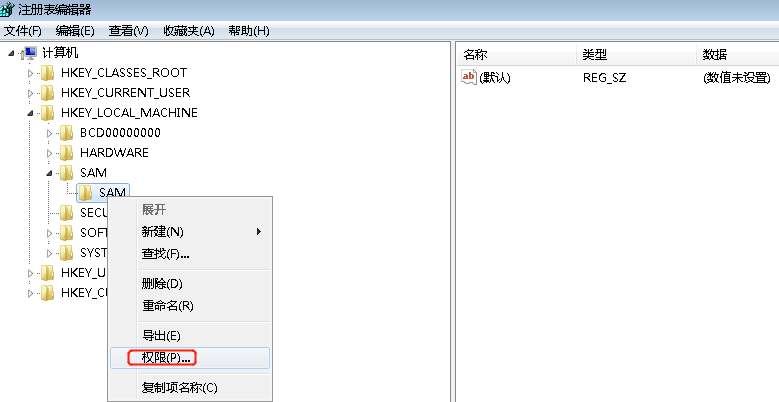 注册表编辑器
文件(F) 编辑(E) 查看(V) 收藏夹(A) 帮助(H)
计算机
HKEY_CLASSES_ROOT
HKEY_CURRENT_USER
HKEY_LOCAL_MACHINE
BCD00000000
HARDWARE
SAM
SAM
SECU
SOFT
SYST
HKEY_U
HKEY_CU
展开
新建(N)
查找(F)...
删除(D)
重命名(R)
导出(E)
权限(P)...
复制项名称(C)
名称 类型 数据
ab (默认) REG_SZ (数值未设置)